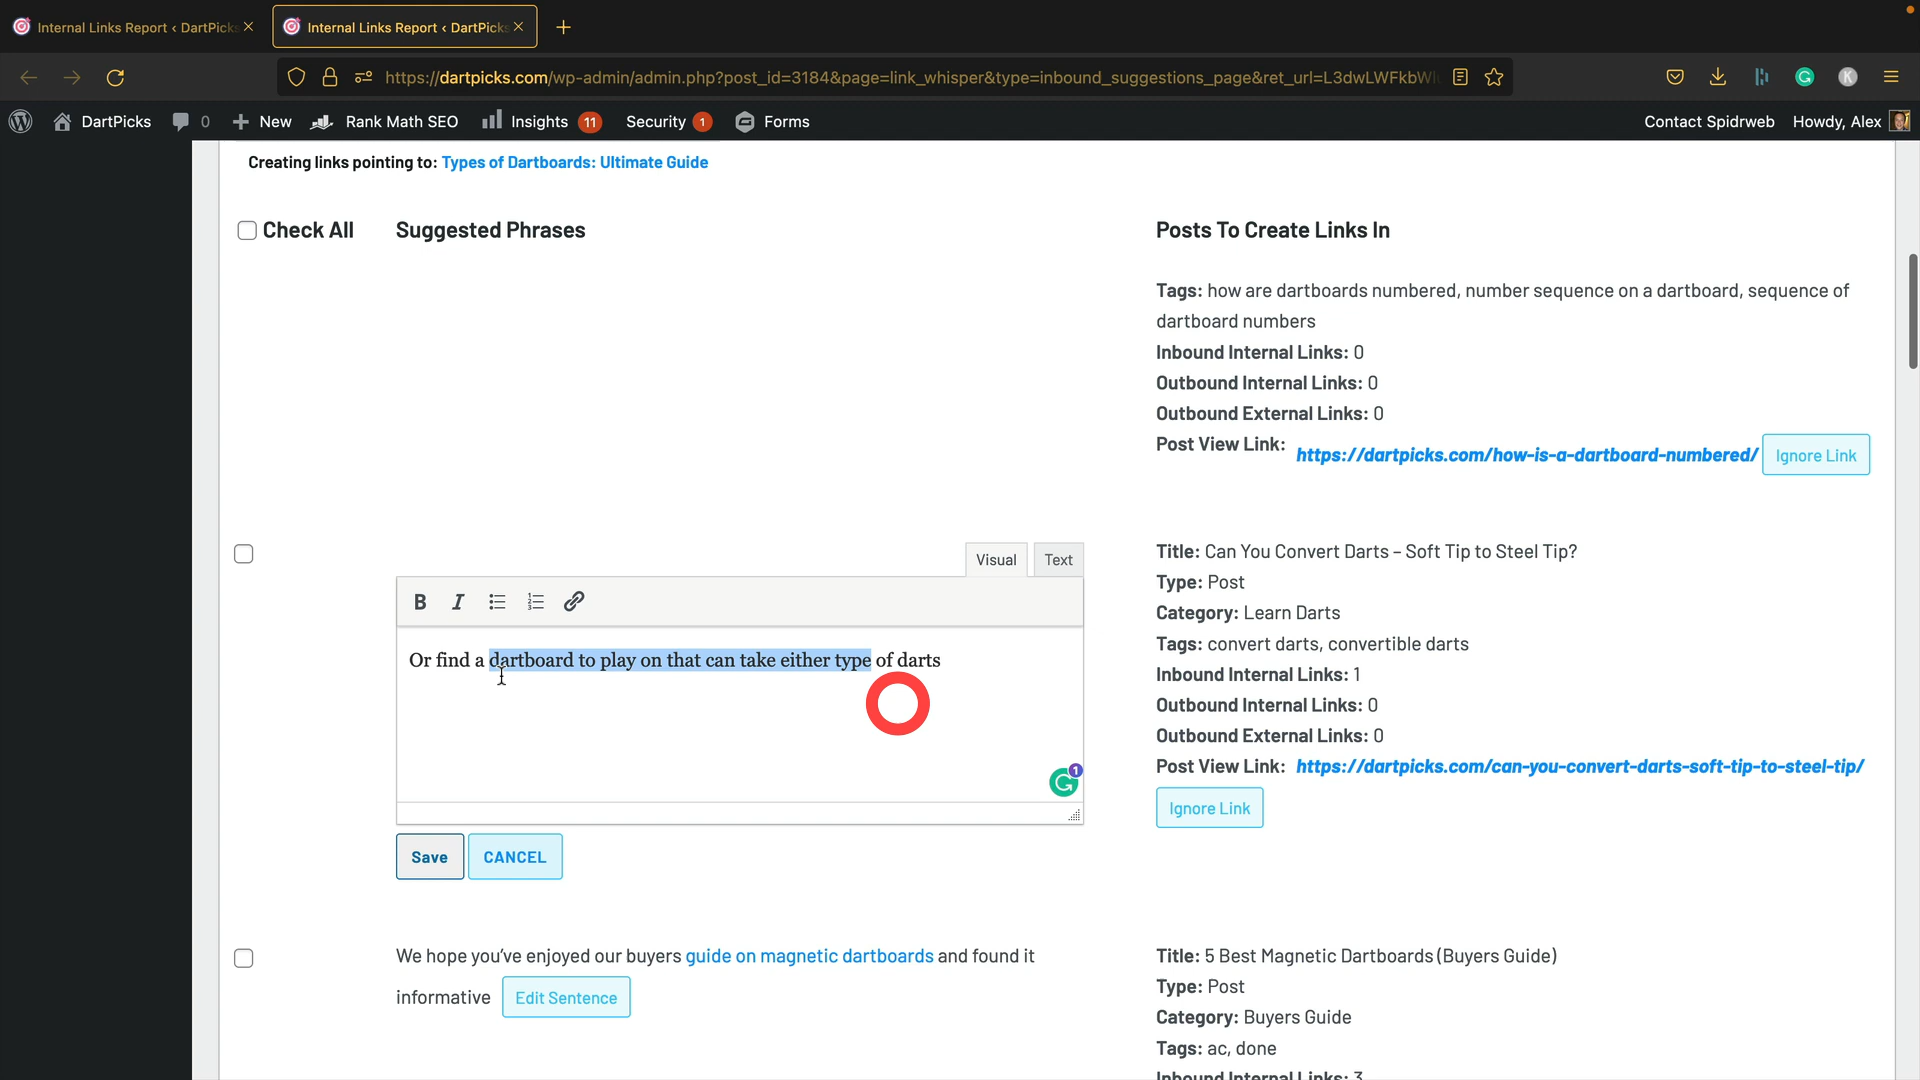 Internal Links Report ‹ DartPicks
Internal Links Report ‹ DartPicks
https://dartpicks.com/wp-admin/admin.php?post_id=3184&page=link_whisper&type=inbound_suggestions_page&ret_url=L3dwLWFkbWl
G
K
DartPicks
0
New
Rank Math SEO
Insights
11
Security
1
Forms
Contact Spidrweb
Howdy, Alex
Creating links pointing to: Types of Dartboards: Ultimate Guide
Check All
Suggested Phrases
Posts To Create Links In
Tags: how are dartboards numbered, number sequence on a dartboard, sequence of
dartboard numbers
Inbound Internal Links: 0
Outbound Internal Links: 0
Outbound External Links: 0
Post View Link: https://dartpicks.com/how-is-a-dartboard-numbered/
Ignore Link
Visual
Text
B I
Or find a dartboard to play on that can take either type of darts
1
Save
CANCEL
Title: Can You Convert Darts – Soft Tip to Steel Tip?
Type: Post
Category: Learn Darts
Tags: convert darts, convertible darts
Inbound Internal Links: 1
Outbound Internal Links: 0
Outbound External Links: 0
Post View Link: https://dartpicks.com/can-you-convert-darts-soft-tip-to-steel-tip/
Ignore Link
We hope you've enjoyed our buyers guide on magnetic dartboards and found it
informative
Edit Sentence
Title: 5 Best Magnetic Dartboards (Buyers Guide)
Type: Post
Category: Buyers Guide
Tags: ac, done
Inbound Internal Links: 3